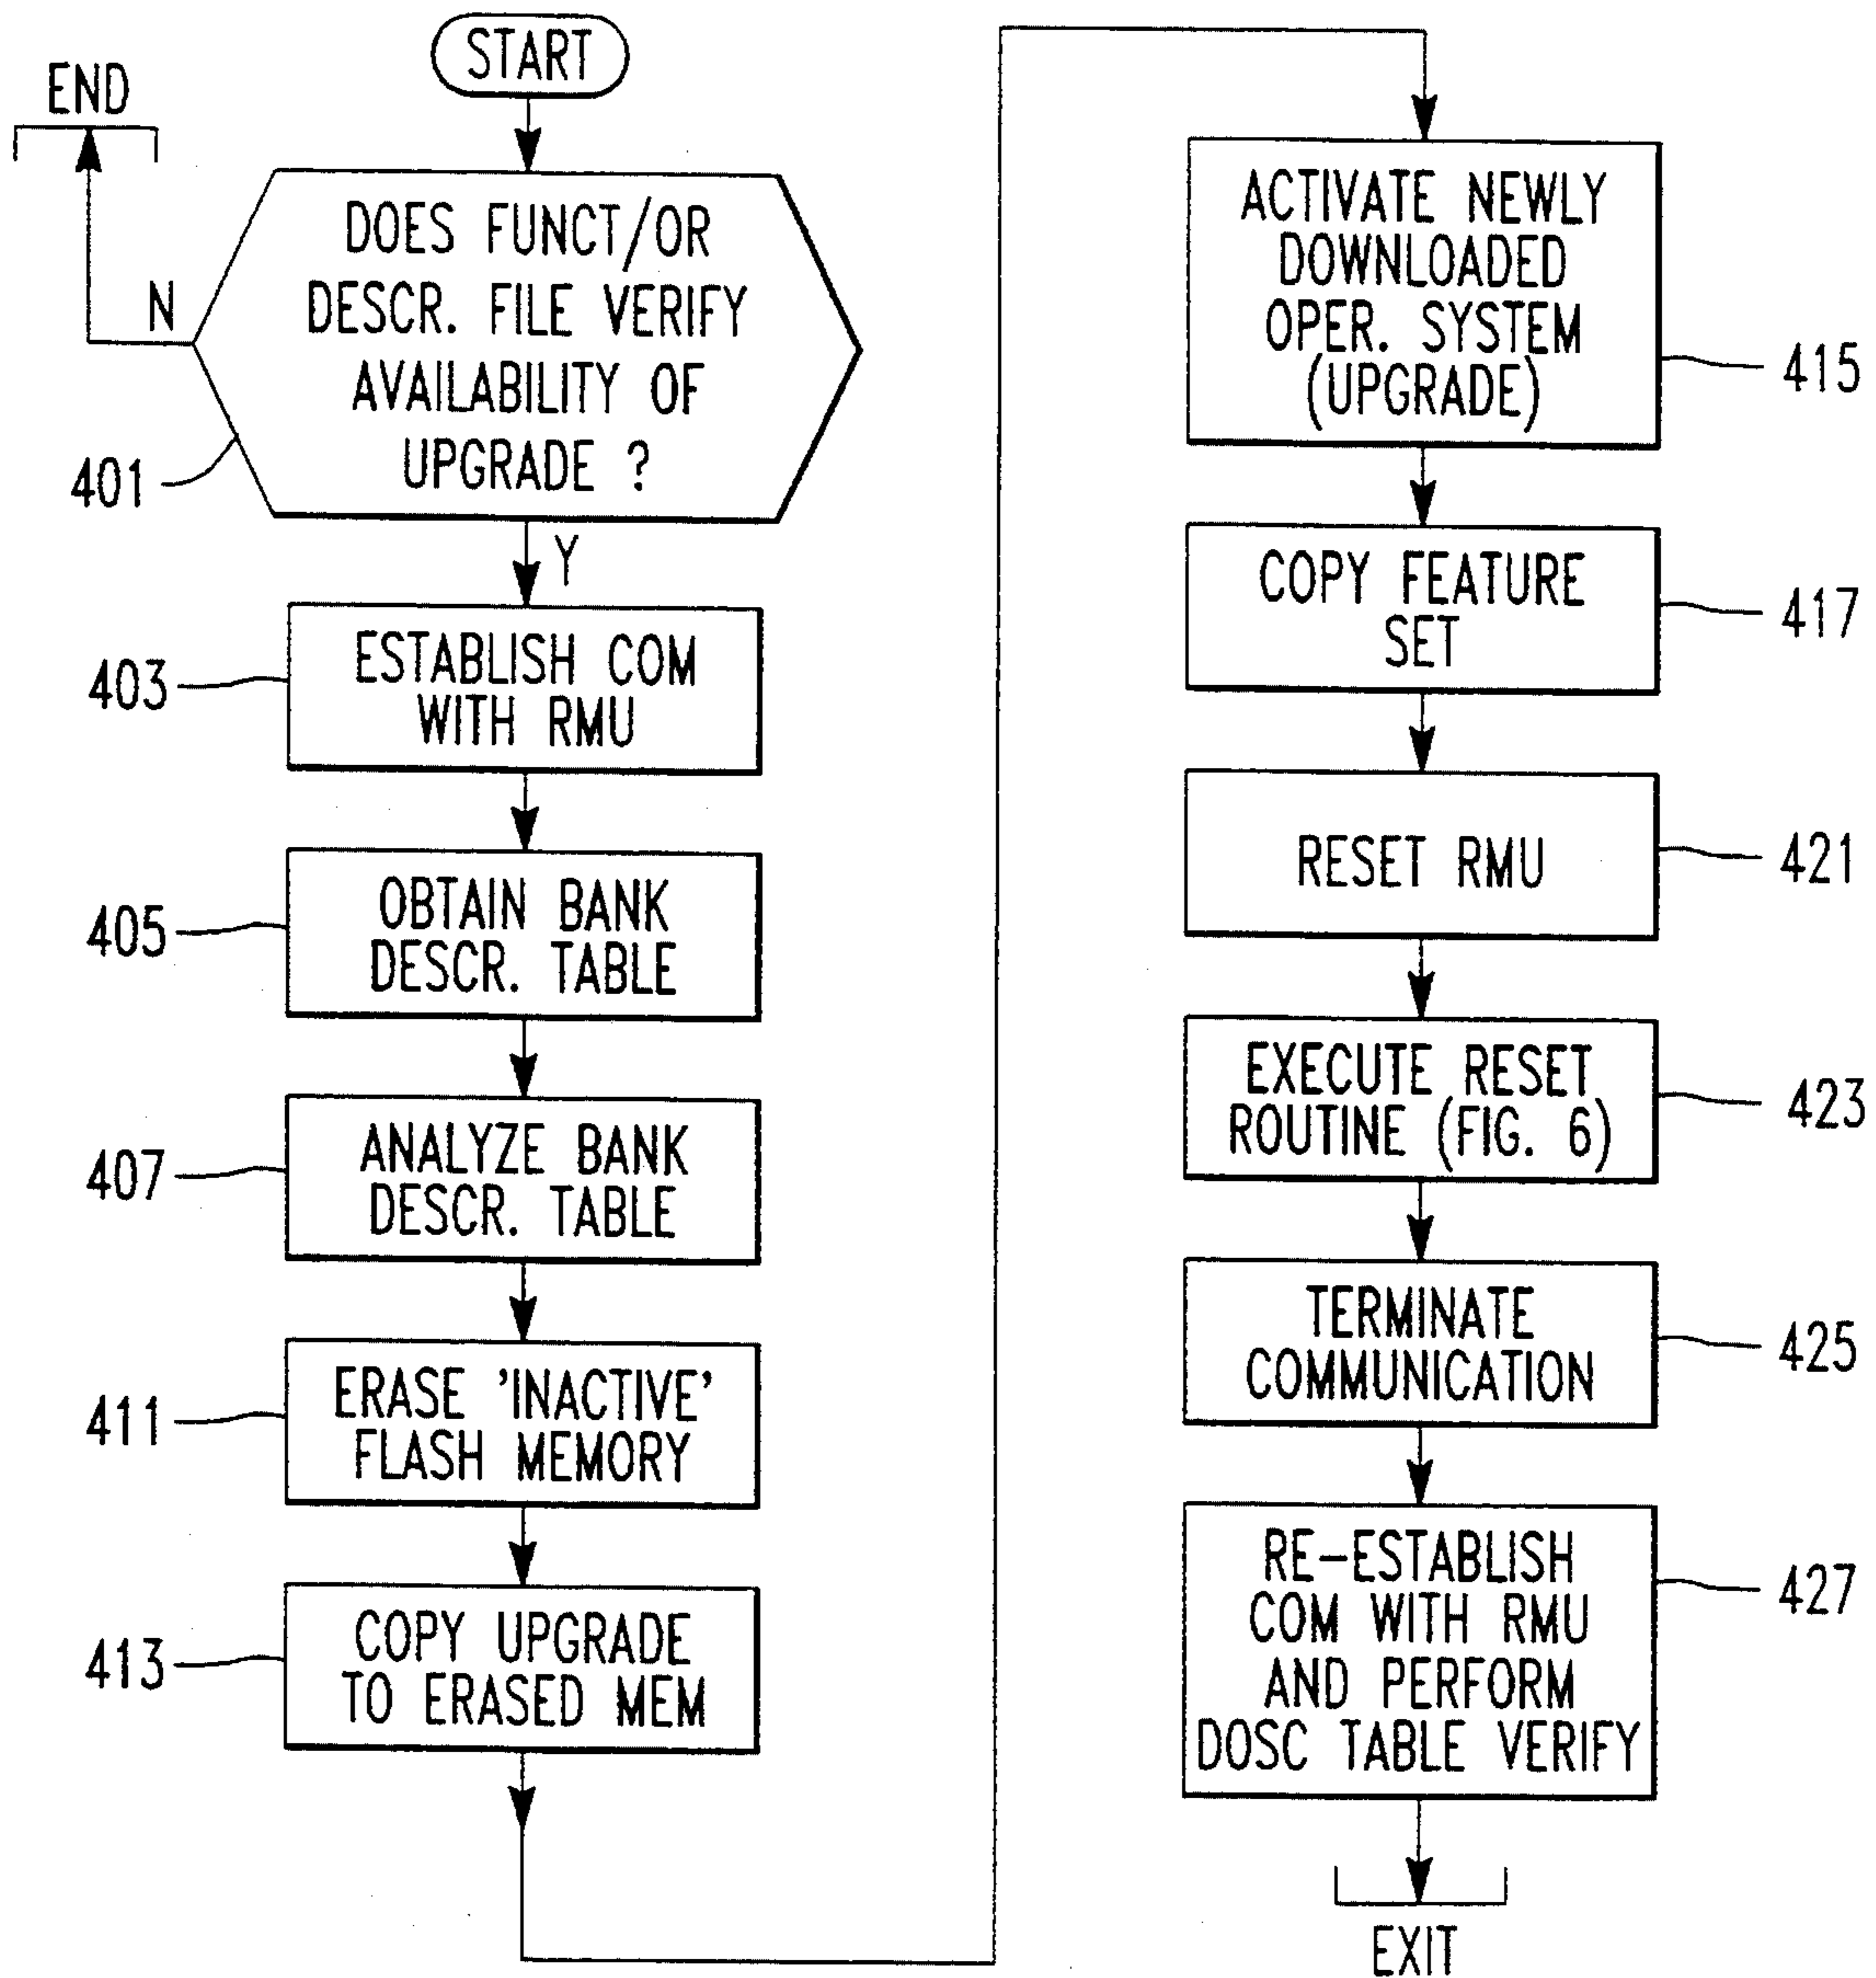 START
END
DOES FUNCT/OR
DESCR. FILE VERIFY
AVAILABILITY OF
UPGRADE ?
N
401
Y
ESTABLISH COM
WITH RMU
403
OBTAIN BANK
DESCR. TABLE
405
ANALYZE BANK
DESCR. TABLE
407
ERASE 'INACTIVE'
FLASH MEMORY
411
COPY UPGRADE
TO ERASED MEM
413
ACTIVATE NEWLY
DOWNLOADED
OPER. SYSTEM
(UPGRADE)
415
COPY FEATURE
SET
417
RESET RMU
421
EXECUTE RESET
ROUTINE (FIG. 6)
423
TERMINATE
COMMUNICATION
425
RE-ESTABLISH
COM WITH RMU
AND PERFORM
DOSC TABLE VERIFY
427
EXIT